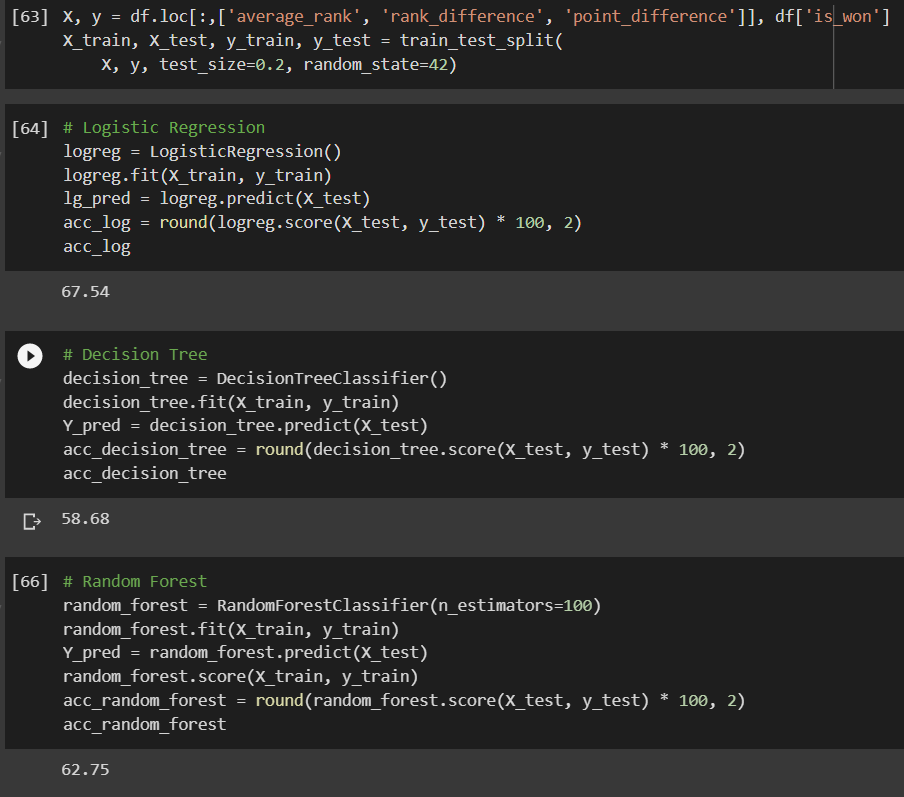 [63] X, y = df.loc[:,['average_rank', 'rank_difference', 'point_difference']], df['is_won']
X_train, X_test, y_train, y_test = train_test_split(
    X, y, test_size=0.2, random_state=42)
[64] # Logistic Regression
logreg = LogisticRegression()
logreg.fit(X_train, y_train)
lg_pred = logreg.predict(X_test)
acc_log = round(logreg.score(X_test, y_test) * 100, 2)
acc_log
67.54
# Decision Tree
decision_tree = DecisionTreeClassifier()
decision_tree.fit(X_train, y_train)
Y_pred = decision_tree.predict(X_test)
acc_decision_tree = round(decision_tree.score(X_test, y_test) * 100, 2)
acc_decision_tree
58.68
[66] # Random Forest
random_forest = RandomForestClassifier(n_estimators=100)
random_forest.fit(X_train, y_train)
Y_pred = random_forest.predict(X_test)
random_forest.score(X_train, y_train)
acc_random_forest = round(random_forest.score(X_test, y_test) * 100, 2)
acc_random_forest
62.75